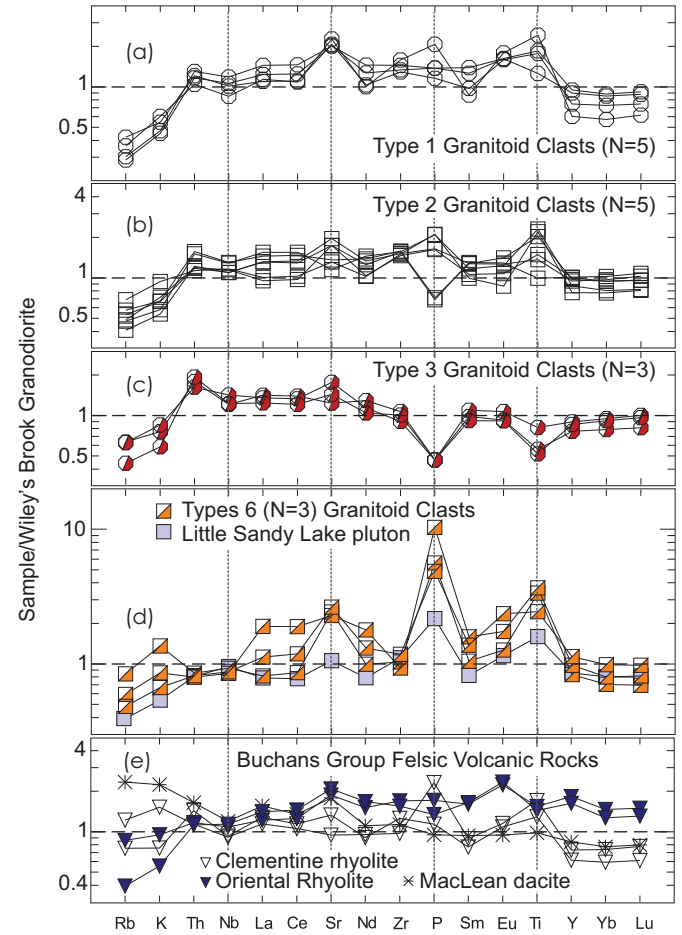 Sample/Wiley's Brook Granodiorite
(a)
1
0.5
Type 1 Granitoid Clasts (N=5)
4
(b)
Type 2 Granitoid Clasts (N=5)
1
0.5
(c)
Type 3 Granitoid Clasts (N=3)
1
0.5
10
Types 6 (N=3) Granitoid Clasts
Little Sandy Lake pluton
(d)
1
4
(e)
Buchans Group Felsic Volcanic Rocks
1
Clementine rhyolite
Oriental Rhyolite MacLean dacite
0.4
Rb K Th Nb La Ce Sr Nd Zr P Sm Eu Ti Y Yb Lu